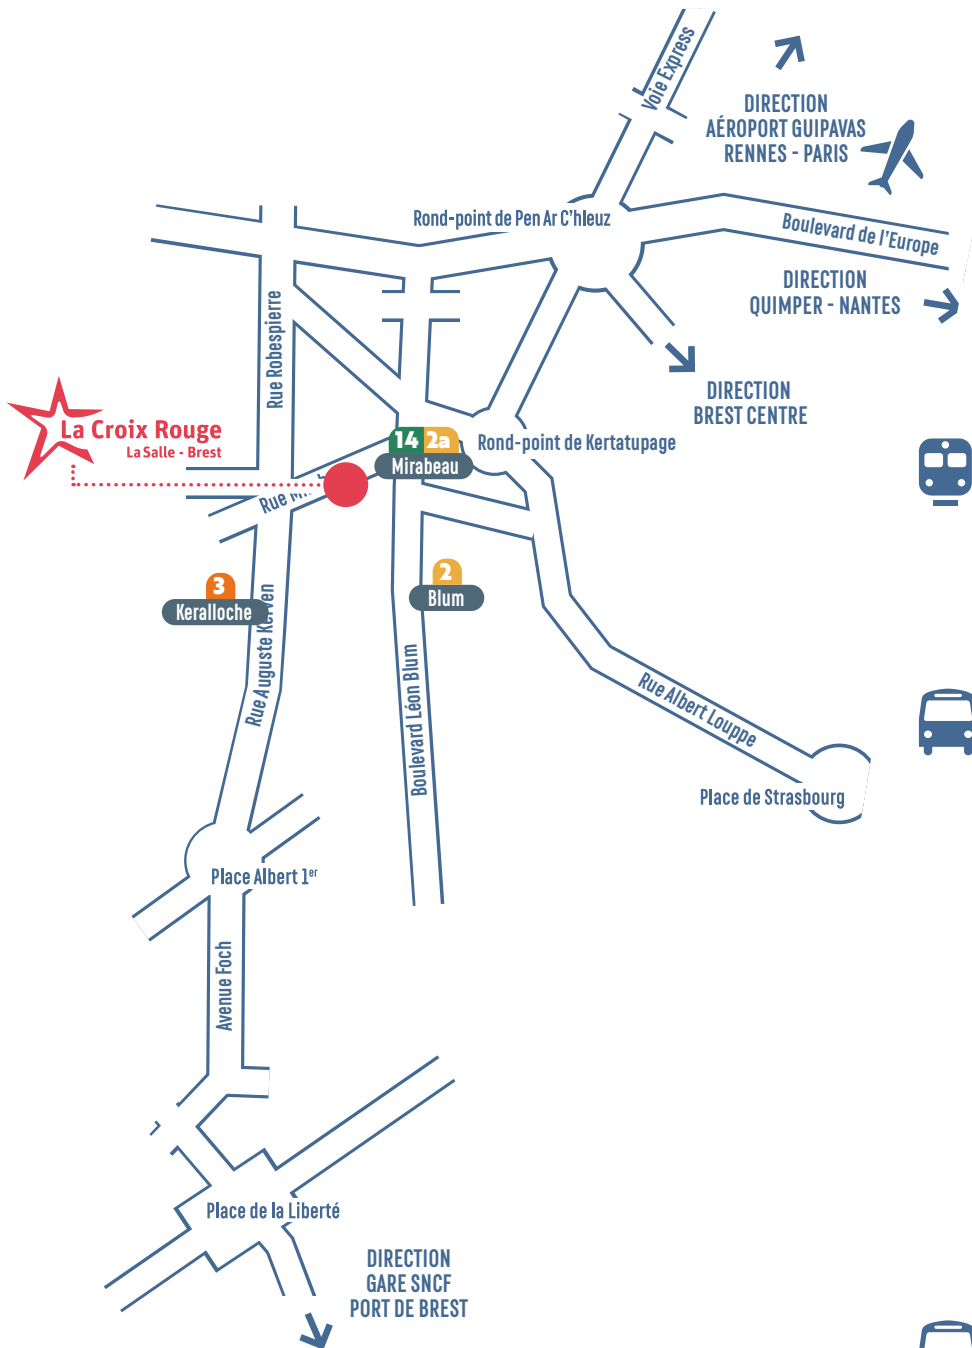 Voie Express
DIRECTION
AÉROPORT GUIPAVAS
RENNES - PARIS
Rond-point de Pen Ar C'hleuz
Boulevard de l'Europe
DIRECTION
QUIMPER - NANTES
Rue Robespierre
DIRECTION
BREST CENTRE
La Croix Rouge
La Salle - Brest
14 2a
Mirabeau
Rond-point de Kertatupage
Rue
3
Keralloche
2
Blum
Rue Auguste Kerven
Boulevard Léon Blum
Rue Albert Louppe
Place de Strasbourg
Place Albert 1er
Avenue Foch
Place de la Liberté
DIRECTION
GARE SNCF
PORT DE BREST